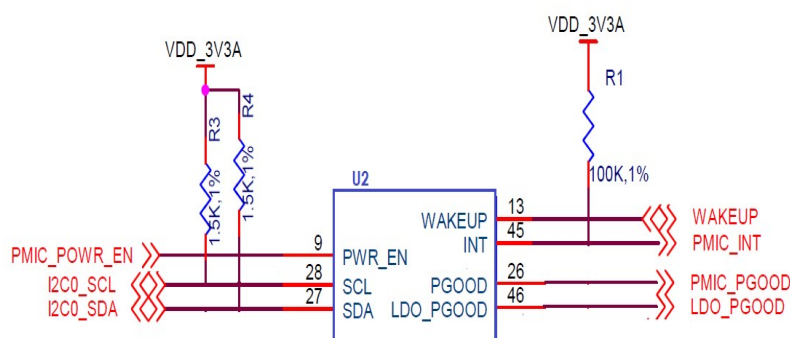 VDD_3V3A
VDD_3V3A
R3
1.5K,1%
R4
1.5K,1%
R1
100K,1%
U2
WAKEUP
13
WAKEUP
INT
45
PMIC_INT
PMIC_POWR_EN
9
PWR_EN
I2C0_SCL
28
SCL
PGOOD
26
PMIC_PGOOD
I2C0_SDA
27
SDA
LDO_PGOOD
46
LDO_PGOOD